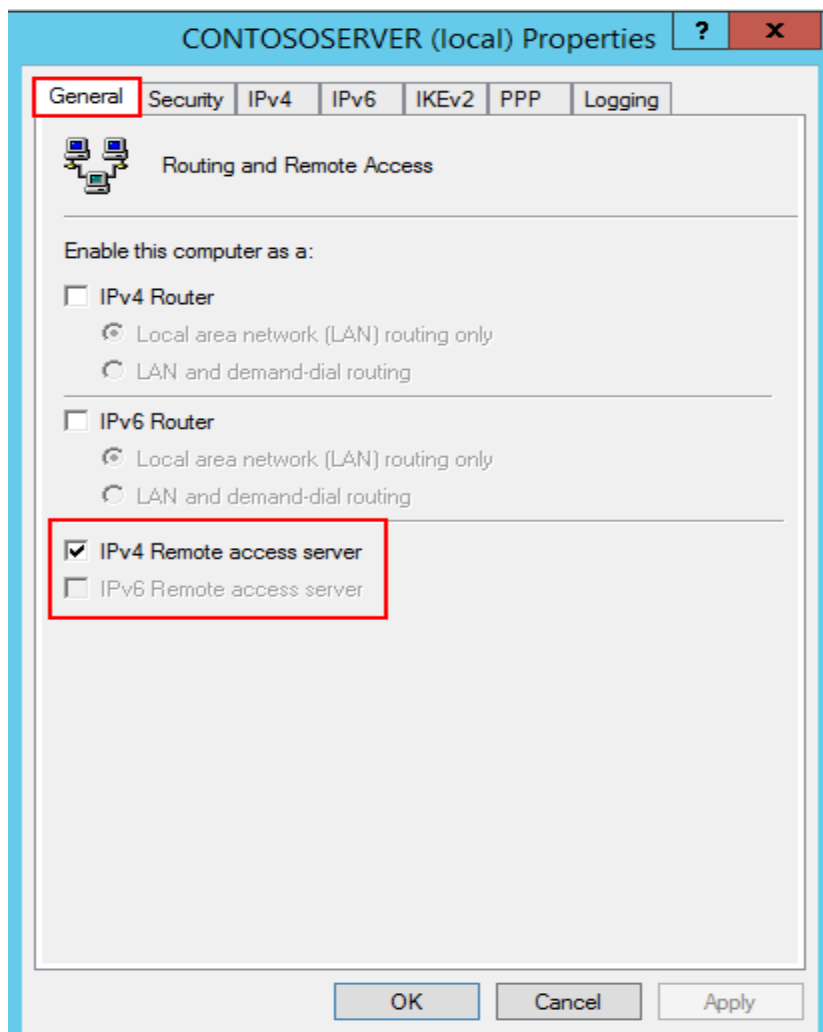 CONTOSOSERVER (local) Properties
?
x
General
Security
IPv4
IPv6
IKEv2
PPP
Logging
Routing and Remote Access
Enable this computer as a:
IPv4 Router
Local area network (LAN) routing only
LAN and demand-dial routing
IPv6 Router
Local area network (LAN) routing only
LAN and demand-dial routing
IPv4 Remote access server
IPv6 Remote access server
OK
Cancel
Apply